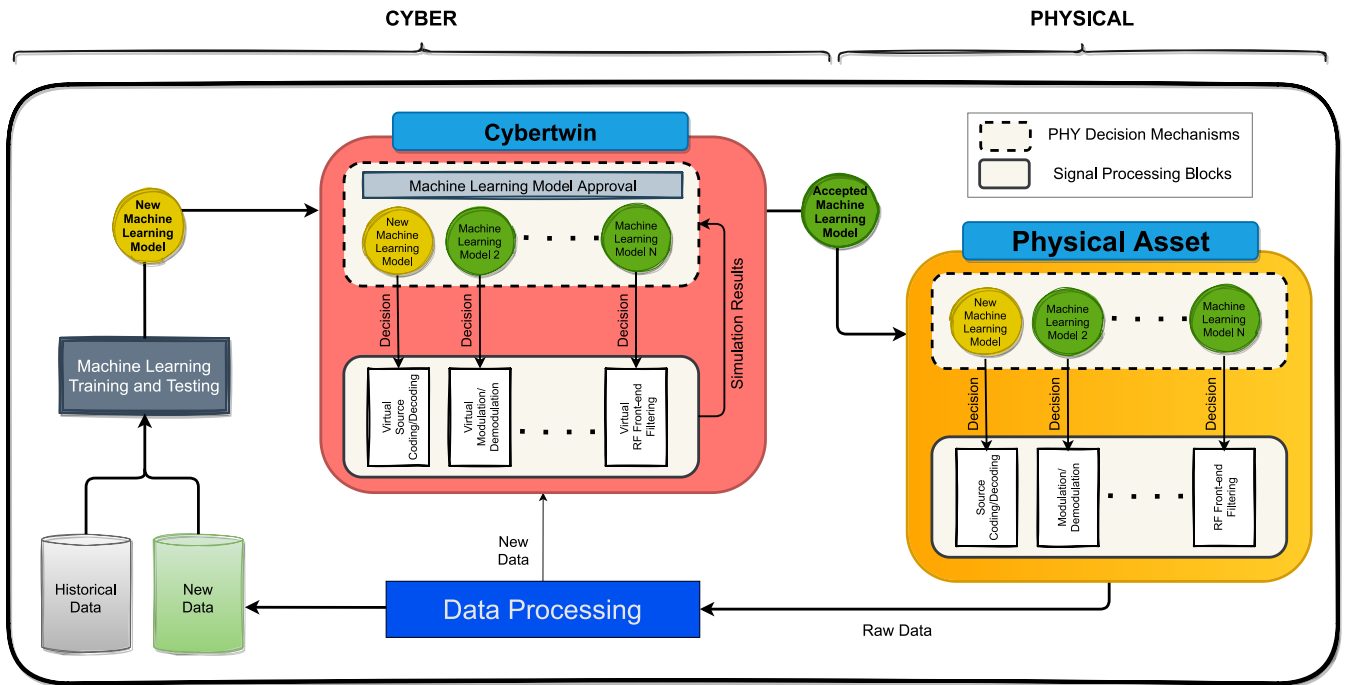 CYBER
PHYSICAL
Cybertwin
PHY Decision Mechanisms
Signal Processing Blocks
Machine Learning Model Approval
New
Machine
Learning
Model
New
Machine
Learning
Model
Machine
Learning
Model 2
Machine
Learning
Model N
Accepted
Machine
Learning
Model
Physical Asset
Decision
Decision
Decision
Simulation Results
New
Machine
Learning
Model
Machine
Learning
Model 2
Machine
Learning
Model N
Machine Learning
Training and Testing
Virtual
Source
Coding/Decoding
Virtual
Modulation/
Demodulation
Virtual
RF Front-end
Filtering
Decision
Decision
Decision
Source
Coding/Decoding
Modulation/
Demodulation
RF Front-end
Filtering
New
Data
Historical
Data
New
Data
Data Processing
Raw Data